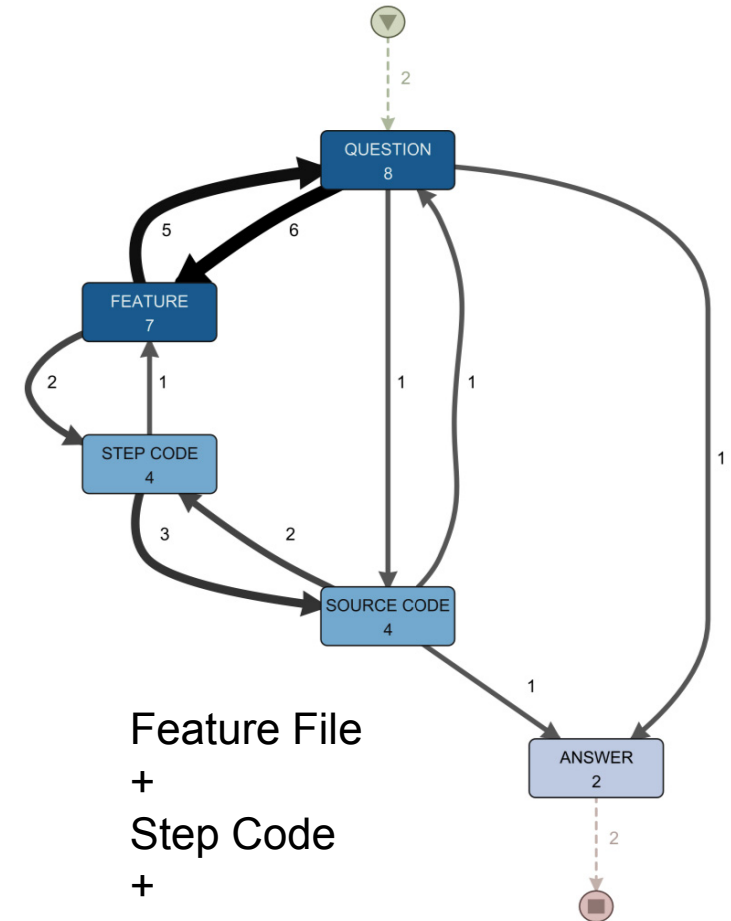 2
QUESTION
8
5
6
FEATURE
7
2
1
1
1
1
STEP CODE
4
3
2
SOURCE CODE
4
1
ANSWER
2
2
Feature File
+
Step Code
+